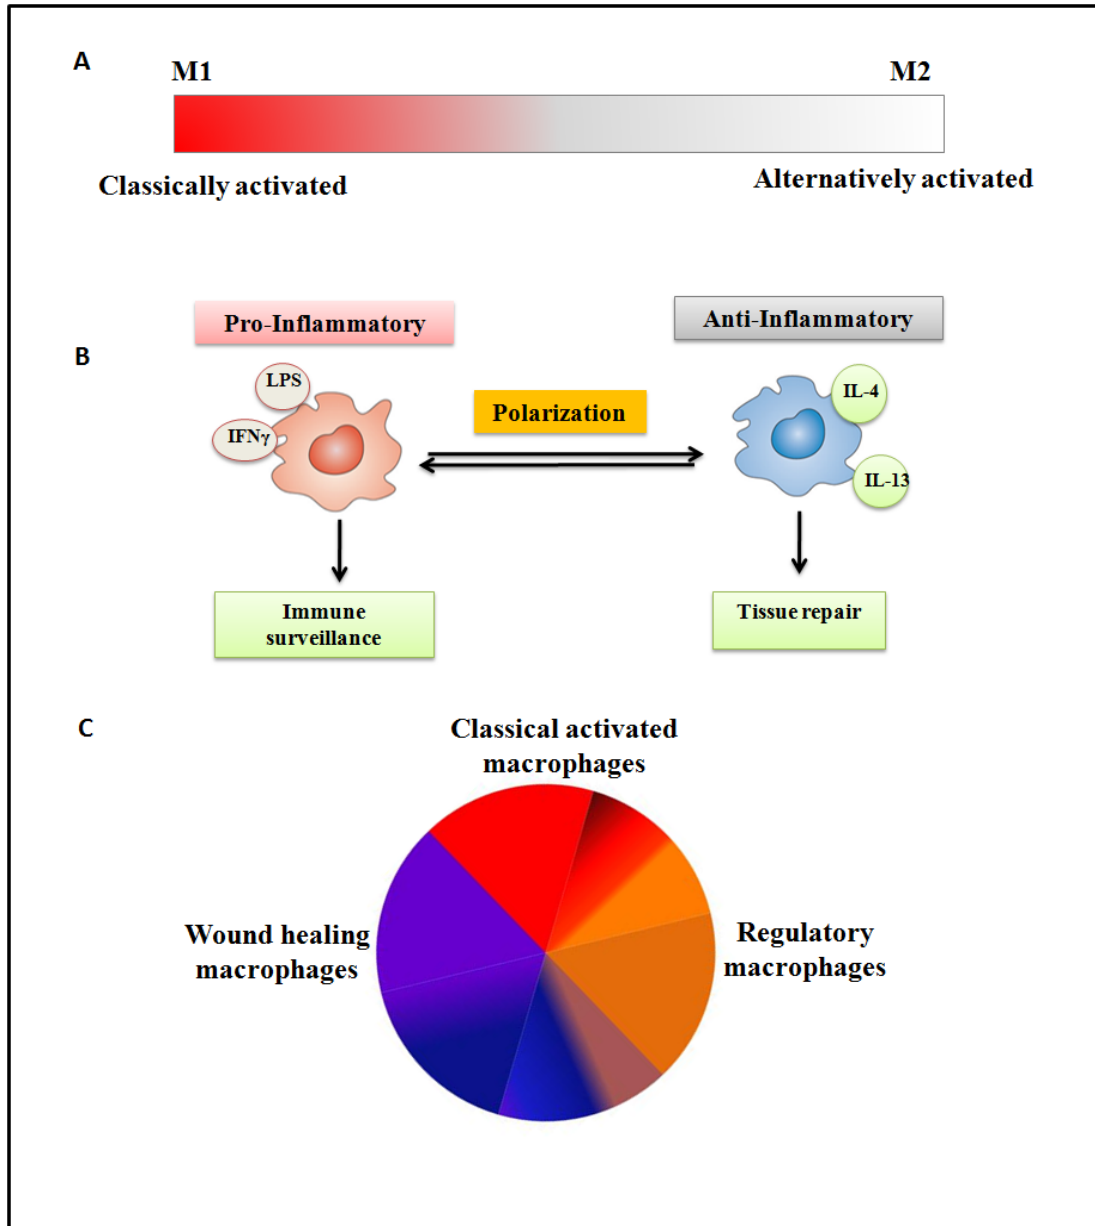 A
M1
M2
Classically activated
Alternatively activated
Pro-Inflammatory
Anti-Inflammatory
B
LPS
IFNγ
Polarization
IL-4
IL-13
Immune
surveillance
Tissue repair
C
Classical activated
macrophages
Wound healing
macrophages
Regulatory
macrophages